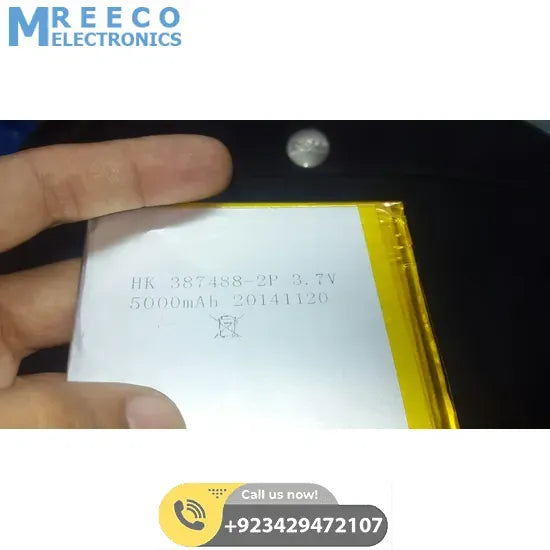 MREECO
ELECTRONICS
HK 387488-2P 3.7V
5000mAh 20141120
Call us now!
+923429472107